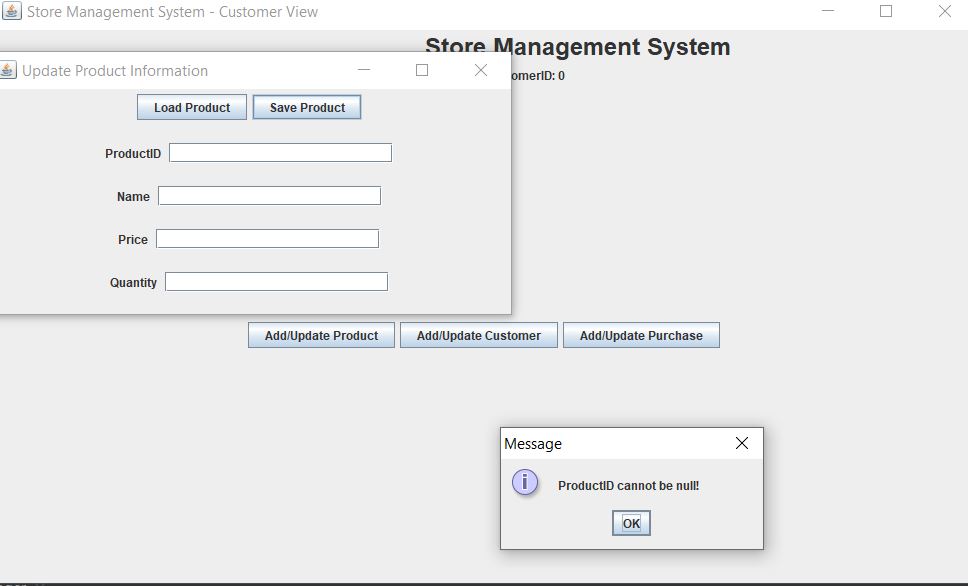 Store Management System - Customer View
Store Management System
omerID: 0
Update Product Information
Load Product Save Product
ProductID
Name
Price
Quantity
Add/Update Product Add/Update Customer Add/Update Purchase
Message
ProductID cannot be null!
OK